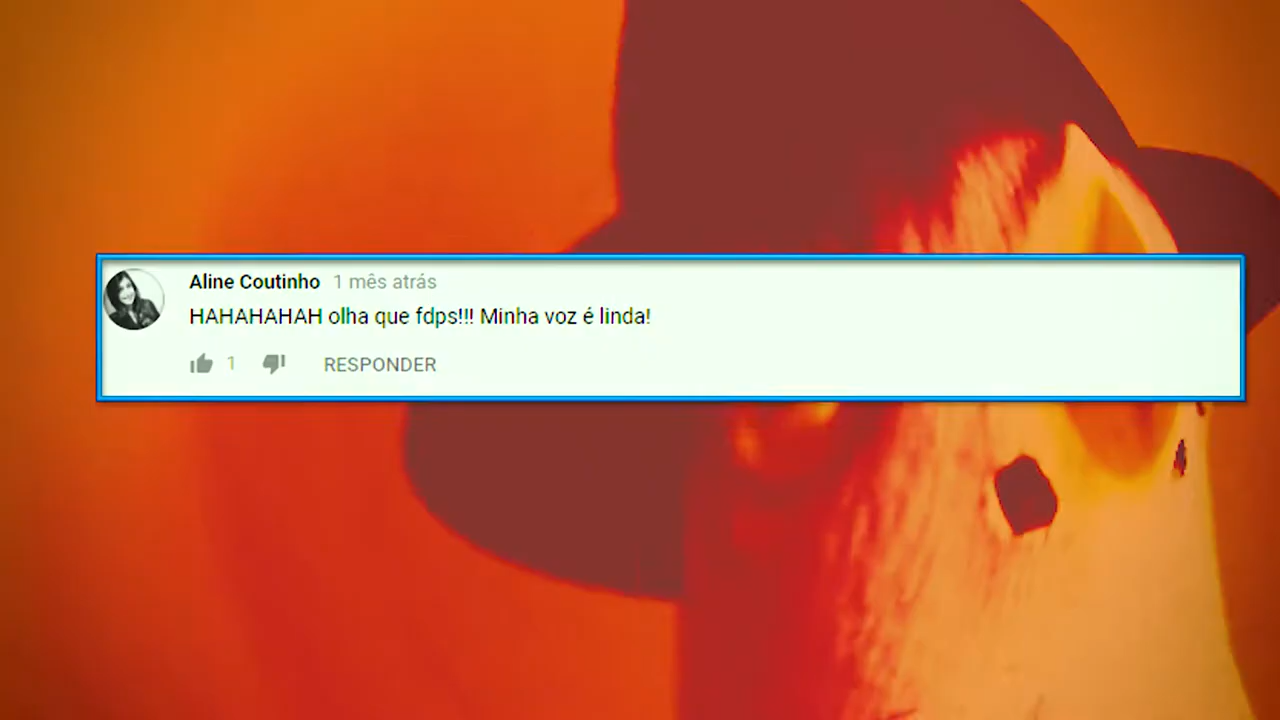 Aline Coutinho 1 mês atrás
HAHAHAHAH olha que fdps!!! Minha voz é linda!
1 RESPONDER